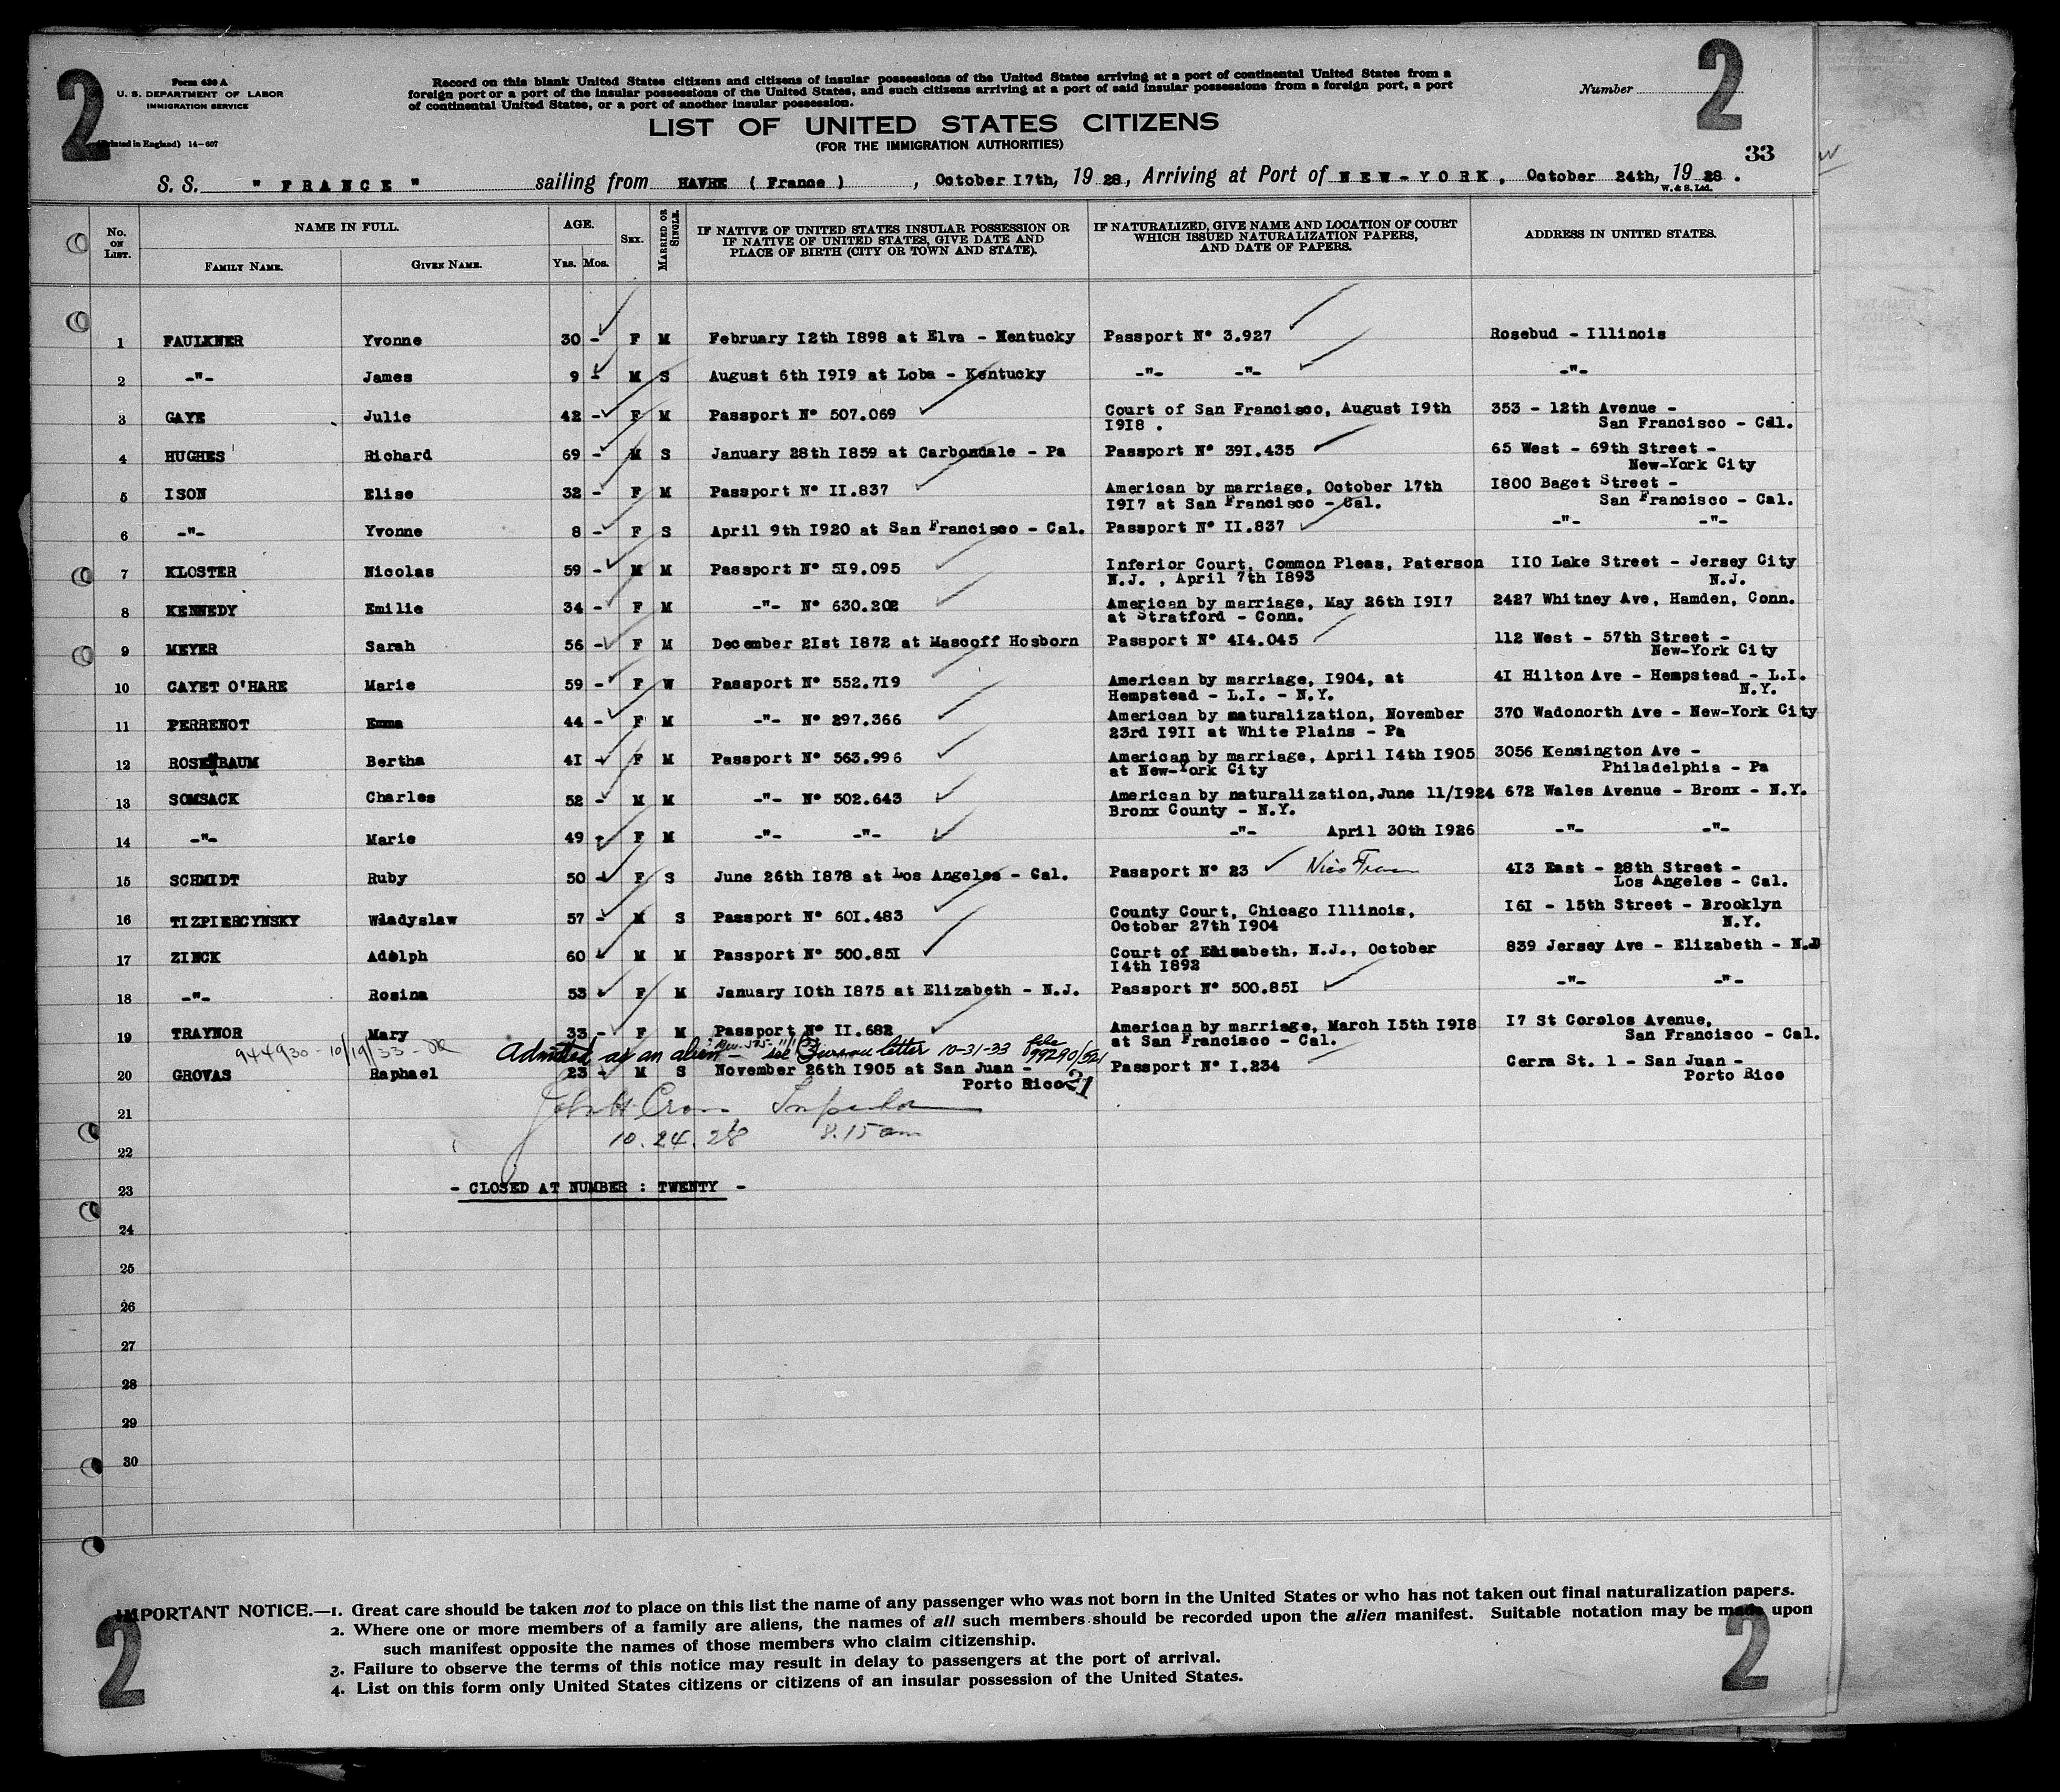 2
2
Form 630 A
U. S. DEPARTMENT OF LABOR
IMMIGRATION SERVICE
(Printed in England) 14—607
Record on this blank United States citizens and citizens of insular possessions of the United States arriving at a port of continental United States from a
foreign port or a port of the insular possessions of the United States, and such citizens arriving at a port of said insular possessions from a foreign port, a port
of continental United States, or a port of another insular possession.
Number
LIST OF UNITED STATES CITIZENS
(FOR THE IMMIGRATION AUTHORITIES)
33
S. S. " FRANCE " sailing from HAVRE ( France ) , October 17th, 19 28, Arriving at Port of NEW-YORK, October 24th, 19 28 .
W. & S. Ltd.
No. ON LIST. NAME IN FULL. AGE. SEX. MARRIED OR SINGLE. IF NATIVE OF UNITED STATES INSULAR POSSESSION OR IF NATIVE OF UNITED STATES, GIVE DATE AND PLACE OF BIRTH (CITY OR TOWN AND STATE). IF NATURALIZED, GIVE NAME AND LOCATION OF COURT WHICH ISSUED NATURALIZATION PAPERS, AND DATE OF PAPERS. ADDRESS IN UNITED STATES.
FAMILY NAME. GIVEN NAME. YRS. MOS.
1 FAULKNER Yvonne 30 - F M February 12th 1898 at Elva - Kentucky Passport N° 3.927 Rosebud - Illinois
2 -"- James 9 - M S August 6th 1919 at Loba - Kentucky -"- -"- -"-
3 GAYE Julie 42 - F M Passport N° 507.069 Court of San Francisco, August 19th 353 - 12th Avenue -
1918 . San Francisco - Cal.
4 HUGHES Richard 69 - M S January 28th 1859 at Carbondale - Pa Passport N° 391.435 65 West - 69th Street -
New-York City
5 ISON Elise 32 - F M Passport N° II.837 American by marriage, October 17th 1800 Baget Street -
1917 at San Francisco - Cal. San Francisco - Cal.
6 -"- Yvonne 8 - F S April 9th 1920 at San Francisco - Cal. Passport N° II.837 -"- -"-
7 KLOSTER Nicolas 59 - M M Passport N° 519.095 Inferior Court, Common Pleas, Paterson 110 Lake Street - Jersey City
N.J. , April 7th 1893 N.J.
8 KENNEDY Emilie 34 - F M -"- N° 630.202 American by marriage, May 26th 1917 2427 Whitney Ave, Hamden, Conn.
at Stratford - Conn.
9 MEYER Sarah 56 - F M December 21st 1872 at Mascoff Hosborn Passport N° 414.045 112 West - 57th Street -
New-York City
10 CAYET O'HARE Marie 59 - F W Passport N° 552.719 American by marriage, 1904, at 41 Hilton Ave - Hempstead - L.I.
Hempstead - L.I. - N.Y. N.Y.
11 PERRENOT Emma 44 - F M -"- N° 297.366 American by naturalization, November 370 Wadonorth Ave - New-York City
23rd 1911 at White Plains - Pa
12 ROSENBAUM Bertha 41 - F M Passport N° 563.996 American by marriage, April 14th 1905 3056 Kensington Ave -
at New-York City Philadelphia - Pa
13 SOMSACK Charles 52 - M M -"- N° 502.643 American by naturalization, June 11/1924 672 Wales Avenue - Bronx - N.Y.
Bronx County - N.Y.
14 -"- Marie 49 - F M -"- -"- -"- April 30th 1926 -"- -"-
15 SCHMIDT Ruby 50 - F S June 26th 1878 at Los Angeles - Cal. Passport N° 23 413 East - 28th Street -
Los Angeles - Cal.
16 TIZPIERCYNSKY Wladyslaw 57 - M S Passport N° 601.483 County Court, Chicago Illinois, 161 - 15th Street - Brooklyn
October 27th 1904 N.Y.
17 ZINCK Adolph 60 - M M Passport N° 500.851 Court of Elisabeth, N.J., October 839 Jersey Ave - Elizabeth - N.J
14th 1892
18 -"- Rosina 53 - F M January 10th 1875 at Elizabeth - N.J. Passport N° 500.851 -"- -"-
19 TRAYNOR Mary 33 - F M Passport N° II.682 American by marriage, March 15th 1918 17 St Corolos Avenue,
at San Francisco - Cal. San Francisco - Cal.
944930 - 10/19/33 - Admitted as an alien - see Bureau letter 10-31-33 file 99290/521
20 GROVAS Raphael 23 - M S November 26th 1905 at San Juan - Passport N° 1.234 Cerra St. 1 - San Juan -
Porto Rico 21 Porto Rico
21 John H. Inspector
22 10. 24. 28 8.15 am
23 - CLOSED AT NUMBER : TWENTY -
24
25
26
27
28
29
30
IMPORTANT NOTICE.—1. Great care should be taken not to place on this list the name of any passenger who was not born in the United States or who has not taken out final naturalization papers.
2. Where one or more members of a family are aliens, the names of all such members should be recorded upon the alien manifest. Suitable notation may be made upon
such manifest opposite the names of those members who claim citizenship.
3. Failure to observe the terms of this notice may result in delay to passengers at the port of arrival.
4. List on this form only United States citizens or citizens of an insular possession of the United States.
2
2